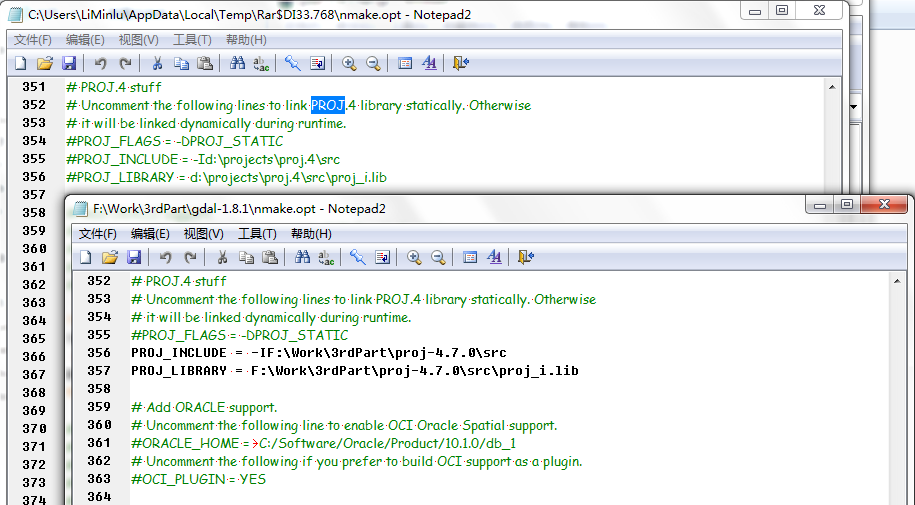 C:\Users\LiMinlu\AppData\Local\Temp\Rar$DI33.768\nmake.opt - Notepad2
文件(F) 编辑(E) 视图(V) 工具(T) 帮助(H)
351 # PROJ.4 stuff
352 # Uncomment the following lines to link PROJ.4 library statically. Otherwise
353 # it will be linked dynamically during runtime.
354 #PROJ_FLAGS = -DPROJ_STATIC
355 #PROJ_INCLUDE = -Id:\projects\proj.4\src
356 #PROJ_LIBRARY = d:\projects\proj.4\src\proj_i.lib
357
358
359
360
361
362
363
364
365
366
367
368
369
370
371
372
373
374
F:\Work\3rdPart\gdal-1.8.1\nmake.opt - Notepad2
文件(F) 编辑(E) 视图(V) 工具(T) 帮助(H)
352 # PROJ.4 stuff
353 # Uncomment the following lines to link PROJ.4 library statically. Otherwise
354 # it will be linked dynamically during runtime.
355 #PROJ_FLAGS = -DPROJ_STATIC
356 PROJ_INCLUDE = -IF:\Work\3rdPart\proj-4.7.0\src
357 PROJ_LIBRARY = F:\Work\3rdPart\proj-4.7.0\src\proj_i.lib
358
359 # Add ORACLE support.
360 # Uncomment the following line to enable OCI Oracle Spatial support.
361 #ORACLE_HOME = C:/Software/Oracle/Product/10.1.0/db_1
362 # Uncomment the following if you prefer to build OCI support as a plugin.
363 #OCI_PLUGIN = YES
364